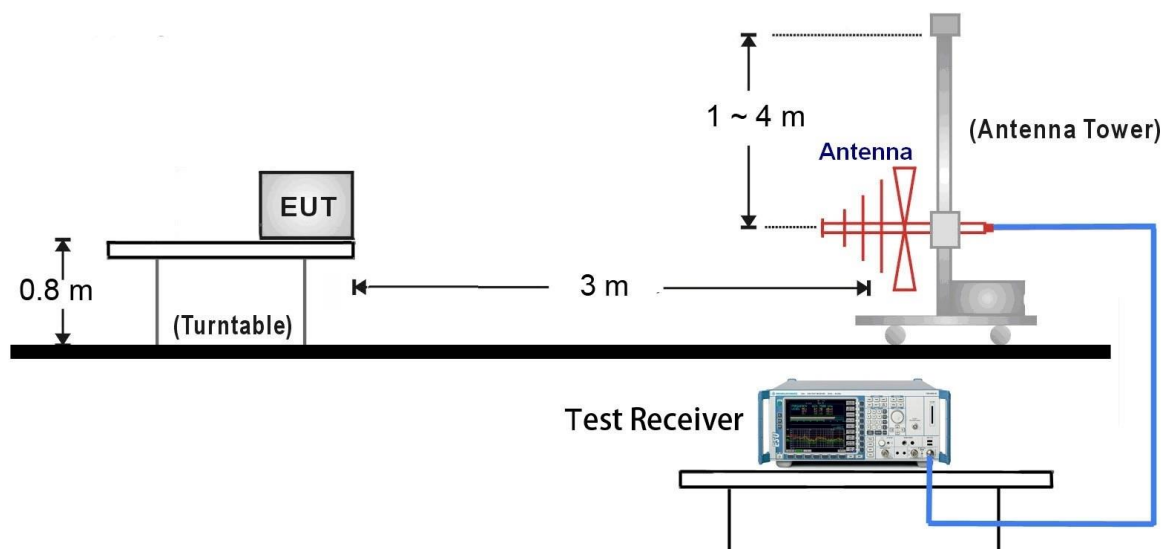 1 ~ 4 m
(Antenna Tower)
Antenna
EUT
0.8 m
3 m
(Turntable)
Test Receiver